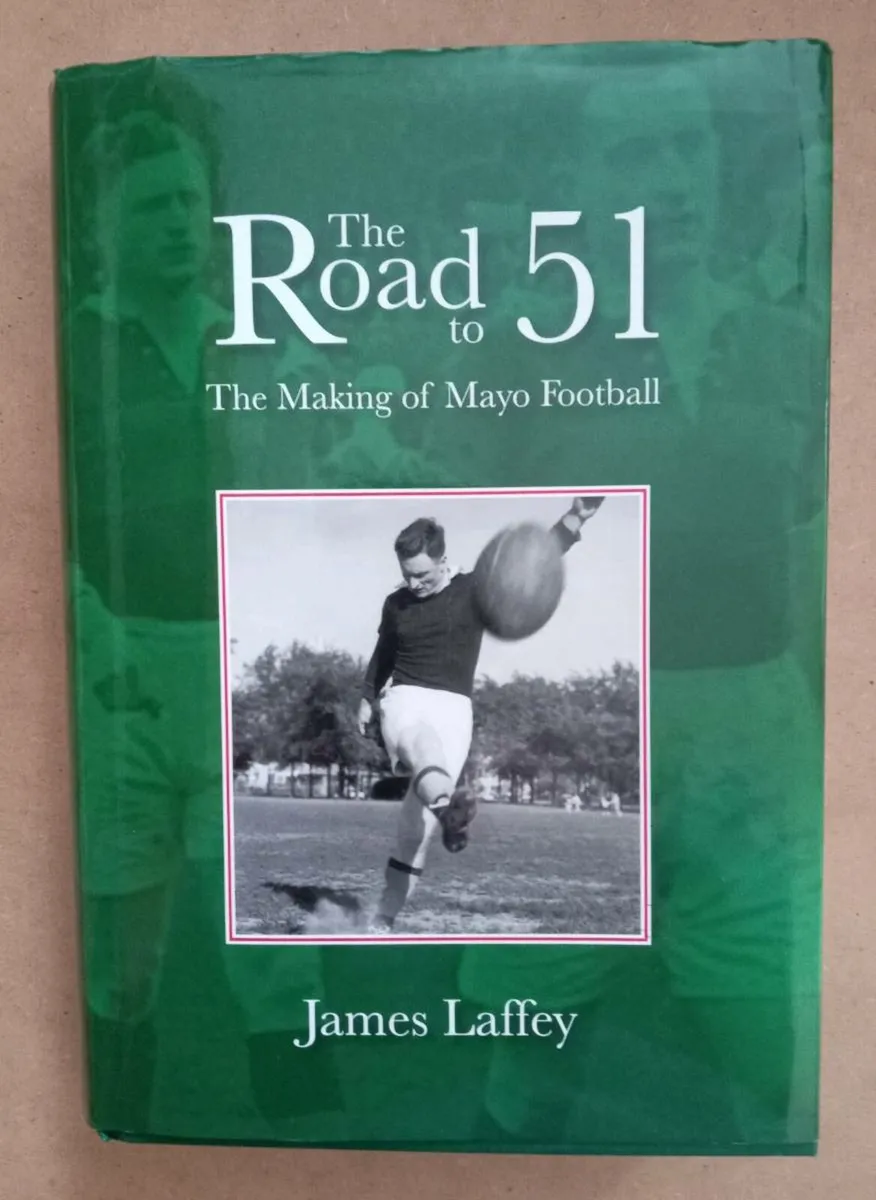 The
Road to 51
The Making of Mayo Football
James Laffey